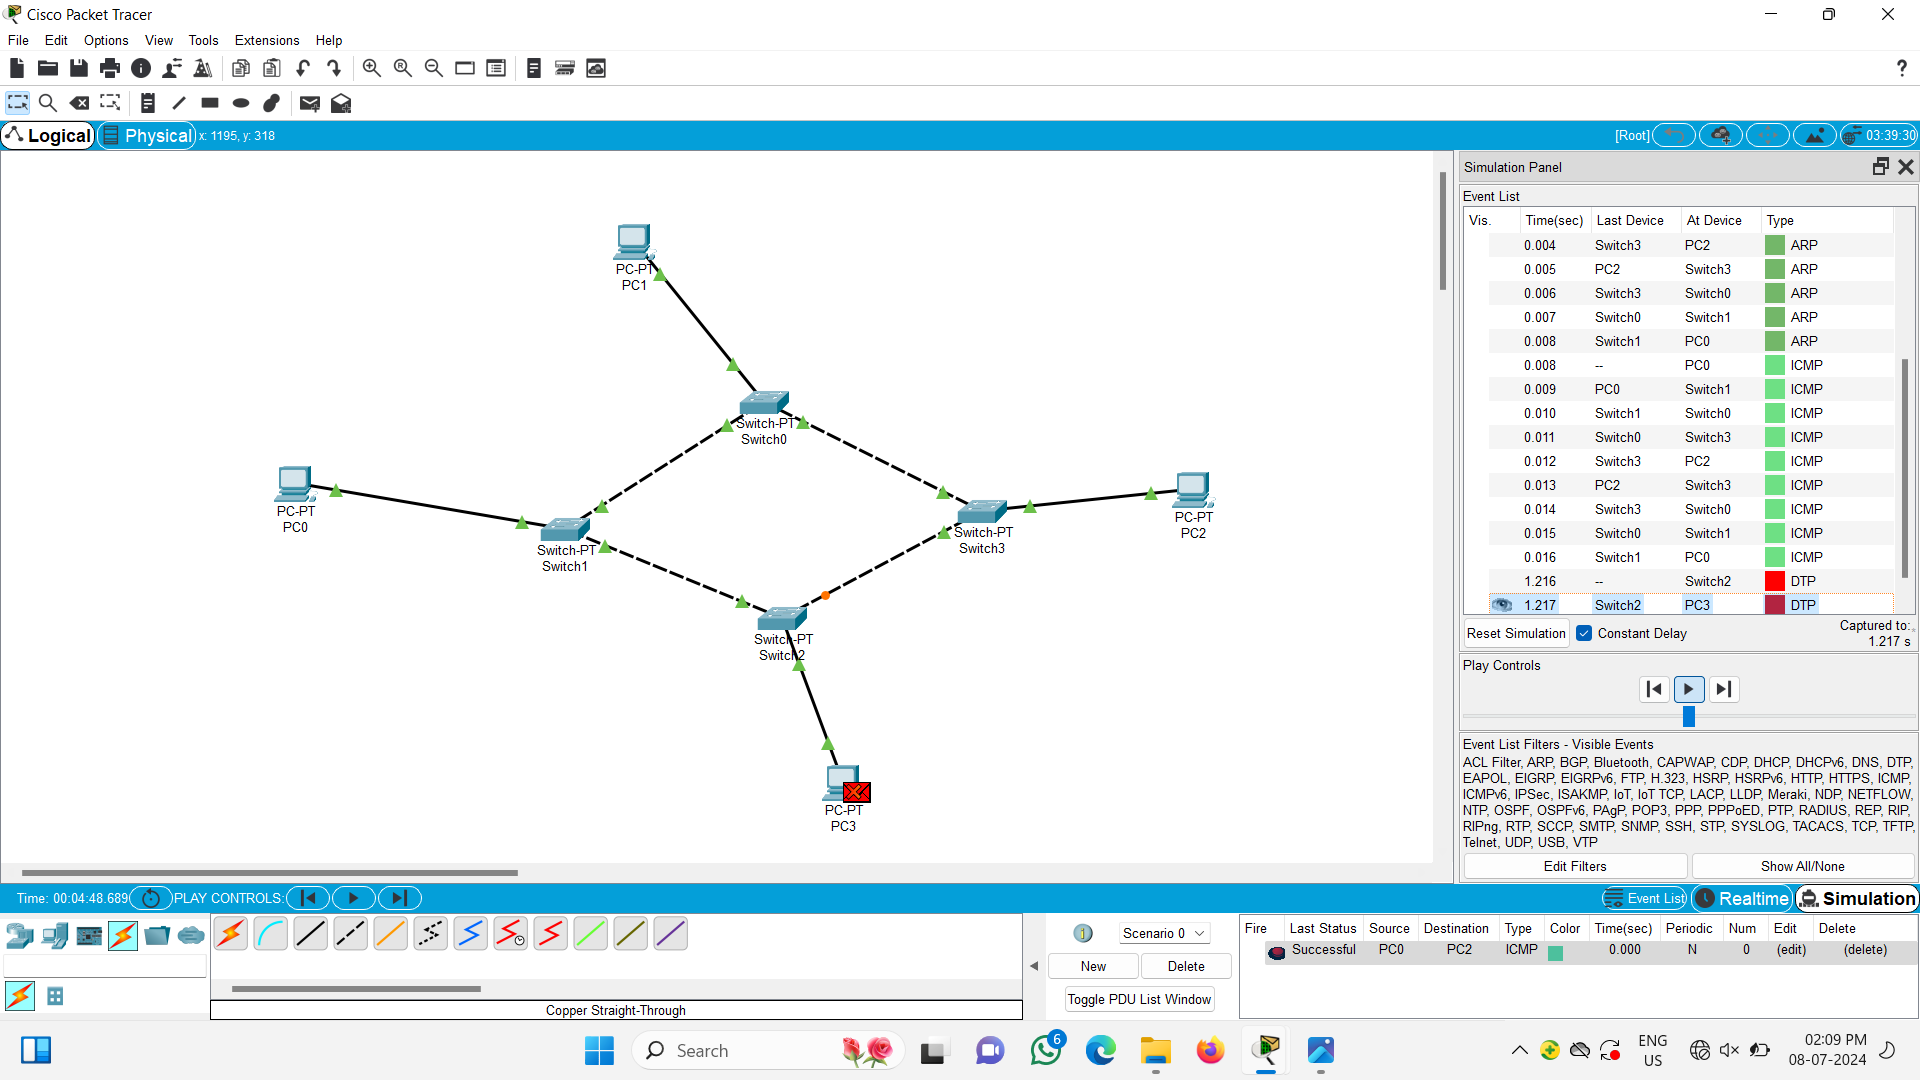 Cisco Packet Tracer
File Edit Options View Tools Extensions Help
Logical Physical x: 1195, y: 318
[Root] 03:39:30
PC-PT
PC1
Switch-PT
Switch0
PC-PT
PC0
Switch-PT
Switch1
Switch-PT
Switch3
PC-PT
PC2
Switch-PT
Switch2
PC-PT
PC3
Simulation Panel
Event List
Vis. Time(sec) Last Device At Device Type
0.004 Switch3 PC2 ARP
0.005 PC2 Switch3 ARP
0.006 Switch3 Switch0 ARP
0.007 Switch0 Switch1 ARP
0.008 Switch1 PC0 ARP
0.008 -- PC0 ICMP
0.009 PC0 Switch1 ICMP
0.010 Switch1 Switch0 ICMP
0.011 Switch0 Switch3 ICMP
0.012 Switch3 PC2 ICMP
0.013 PC2 Switch3 ICMP
0.014 Switch3 Switch0 ICMP
0.015 Switch0 Switch1 ICMP
0.016 Switch1 PC0 ICMP
1.216 -- Switch2 DTP
1.217 Switch2 PC3 DTP
Reset Simulation Constant Delay Captured to:
1.217 s
Play Controls
Event List Filters - Visible Events
ACL Filter, ARP, BGP, Bluetooth, CAPWAP, CDP, DHCP, DHCPv6, DNS, DTP,
EAPOL, EIGRP, EIGRPv6, FTP, H.323, HSRP, HSRPv6, HTTP, HTTPS, ICMP,
ICMPv6, IPSec, ISAKMP, IoT, IoT TCP, LACP, LLDP, Meraki, NDP, NETFLOW,
NTP, OSPF, OSPFv6, PAgP, POP3, PPP, PPPoED, PTP, RADIUS, REP, RIP,
RIPng, RTP, SCCP, SMTP, SNMP, SSH, STP, SYSLOG, TACACS, TCP, TFTP,
Telnet, UDP, USB, VTP
Edit Filters Show All/None
Time: 00:04:48.689 PLAY CONTROLS:
Event List Realtime Simulation
Copper Straight-Through
Scenario 0
New Delete
Toggle PDU List Window
Fire Last Status Source Destination Type Color Time(sec) Periodic Num Edit Delete
Successful PC0 PC2 ICMP 0.000 N 0 (edit) (delete)
Search
6
ENG
US
02:09 PM
08-07-2024